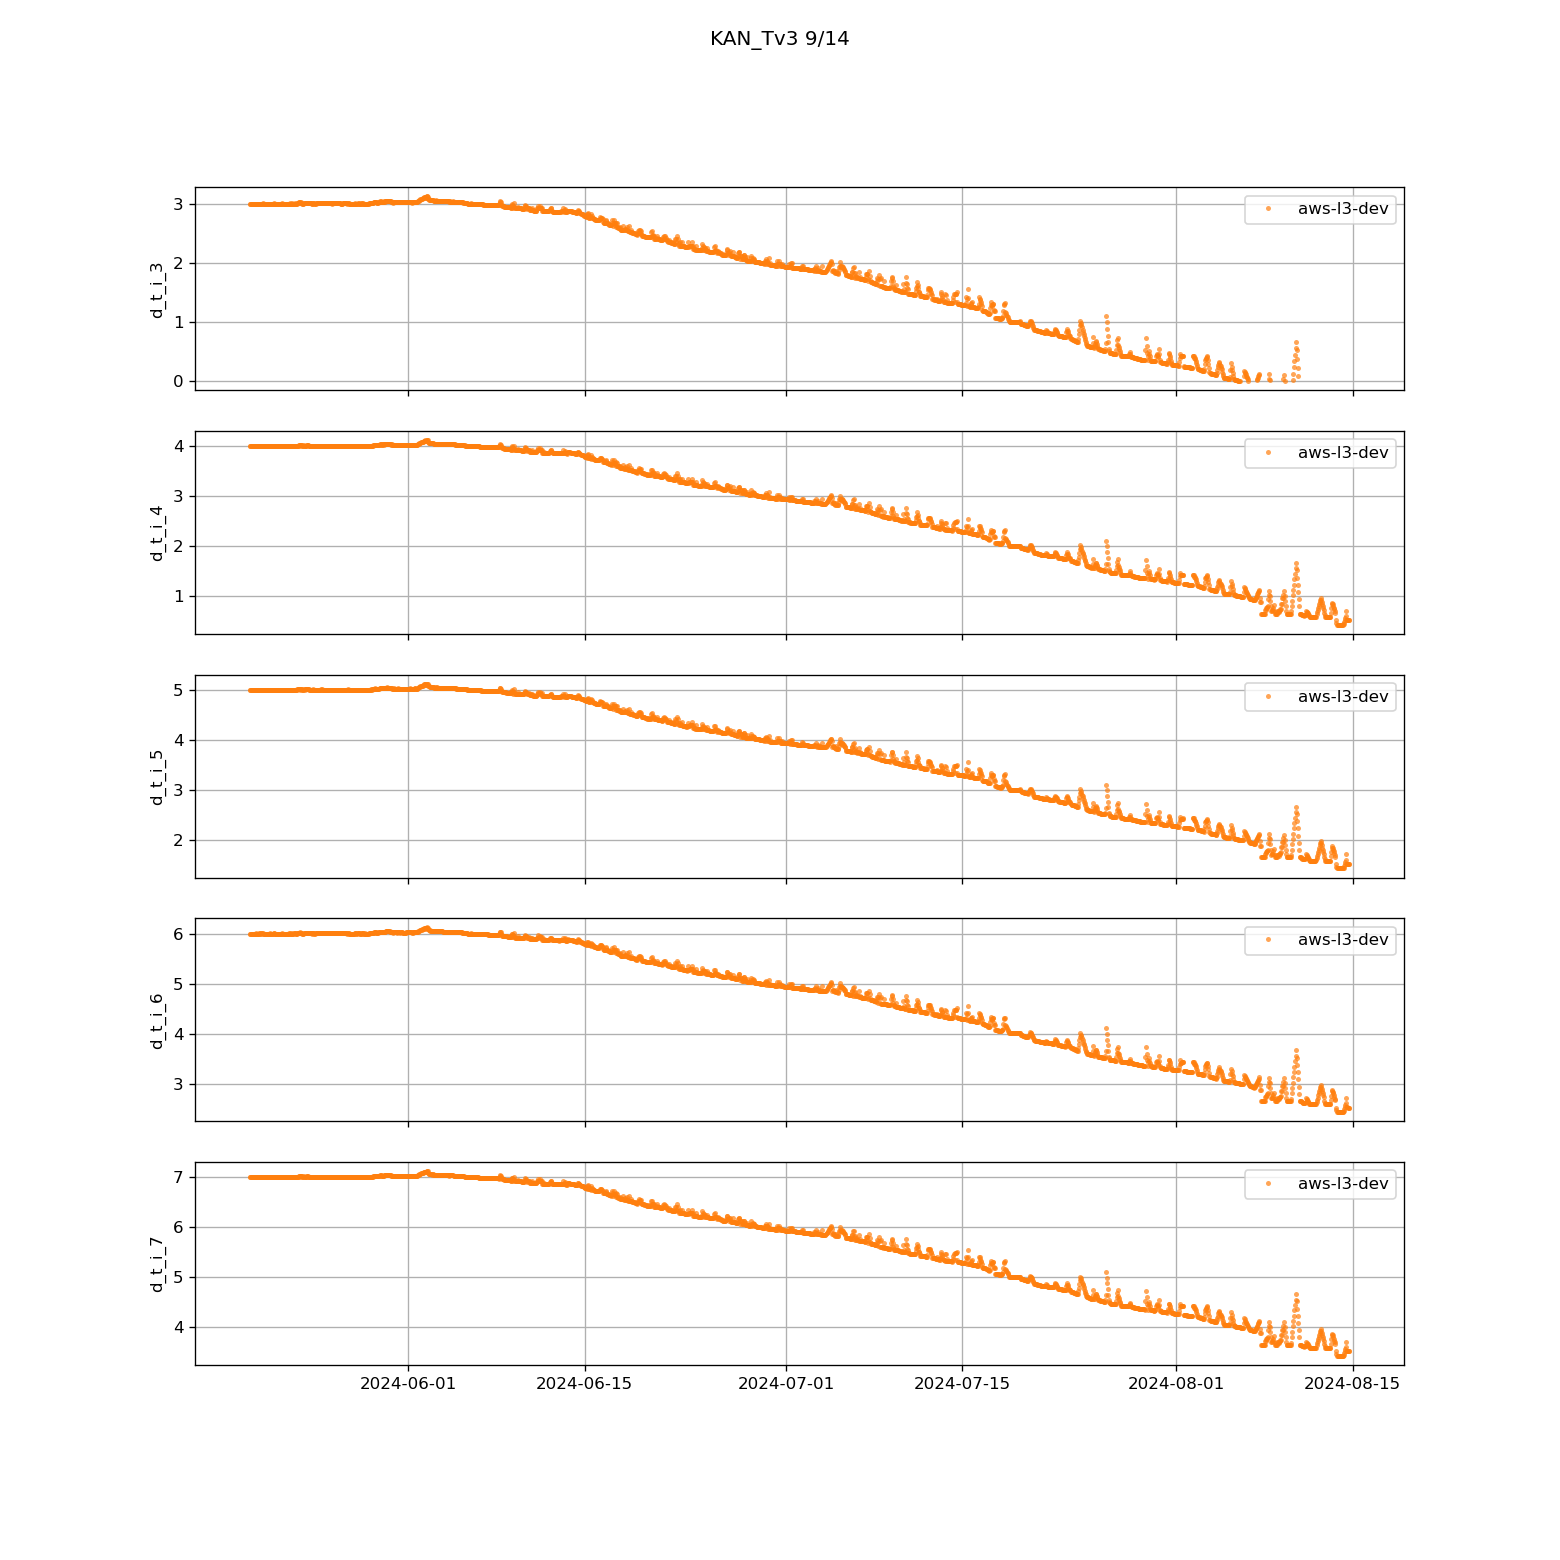 KAN_Tv3 9/14
aws-l3-dev
3
2
1
0
d_t_i_3
aws-l3-dev
4
3
2
1
d_t_i_4
aws-l3-dev
5
4
3
2
d_t_i_5
aws-l3-dev
6
5
4
3
d_t_i_6
aws-l3-dev
7
6
5
4
d_t_i_7
2024-06-01
2024-06-15
2024-07-01
2024-07-15
2024-08-01
2024-08-15